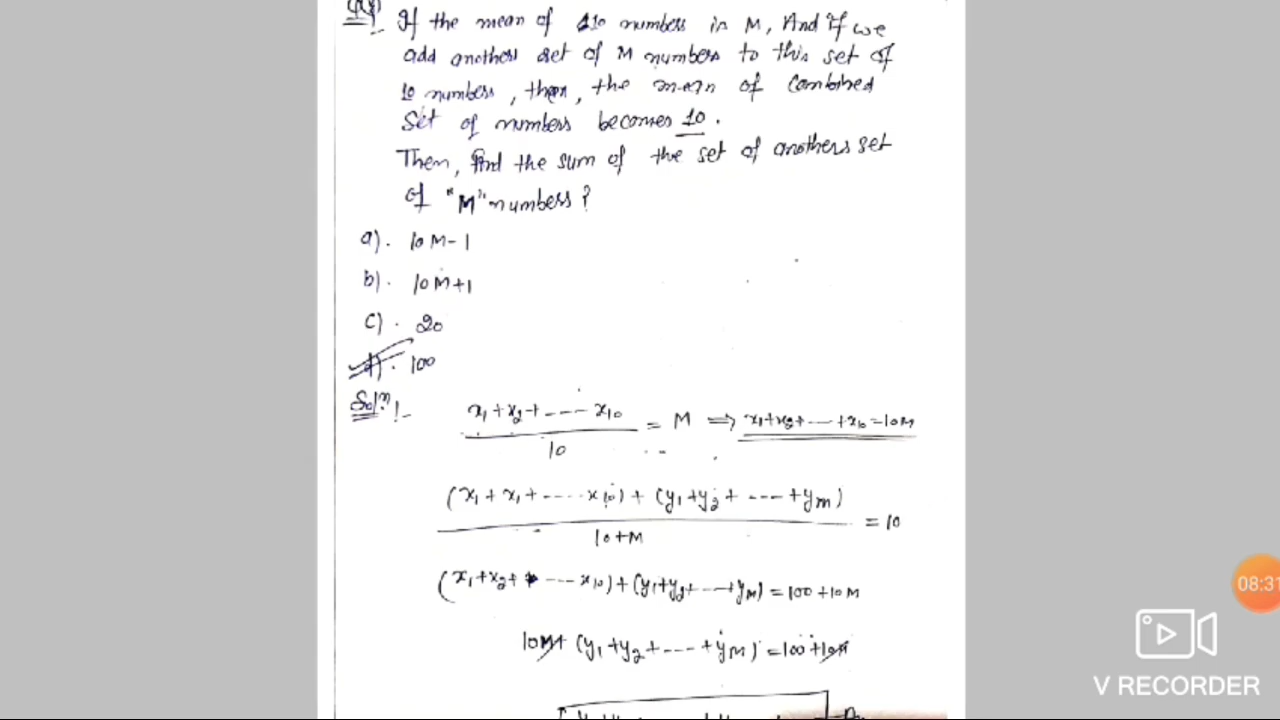 Q9!- If the mean of 10 numbers is M, And if we
add another set of M numbers to this set of
10 numbers, then, the mean of Combined
Set of numbers becomes 10.
Then, find the sum of the set of another set
of "M" numbers?
a). 10M-1
b). 10M+1
c). 20
d). 100
Solⁿ!-
x₁+x₂+-----x₁₀ / 10 = M ⇒ x₁+x₂+---+x₁₀=10M
(x₁+x₁+-----x₁₀)+(y₁+y₂+----+yₘ) / 10+M = 10
(x₁+x₂+----x₁₀)+(y₁+y₂+---+yₘ)=100+10M
10M+(y₁+y₂+----+yₘ)=100+10M
08:31
V RECORDER